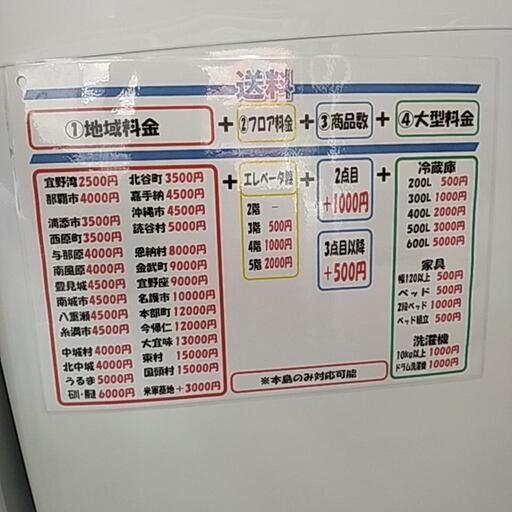 送料
①地域料金 + ②フロア料金 + ③商品数 + ④大型料金
宜野湾2500円
那覇市4000円
浦添市3500円
西原町3500円
与那原4000円
南風原4000円
豊見城4500円
南城市4500円
八重瀬4500円
糸満市4500円
中城村4000円
北中城4000円
うるま5000円
石川・勝連6000円
北谷町3500円
嘉手納4500円
沖縄市4500円
読谷村5000円
恩納村8000円
金武町9000円
宜野座9000円
名護市10000円
本部町12000円
今帰仁12000円
大宜味13000円
東村15000円
国頭村15000円
米軍基地+3000円
+
エレベータ無
2階 −
3階 500円
4階 1000円
5階 2000円
+
2点目
+1000円
3点目以降
+500円
+
冷蔵庫
200L 500円
300L 1000円
400L 2000円
500L 3000円
600L 5000円
家具
幅120以上 500円
ベッド 500円
2段ベッド 1000円
ベッド組立 500円
洗濯機
10kg以上 1000円
ドラム洗濯機 1000円
※本島のみ対応可能